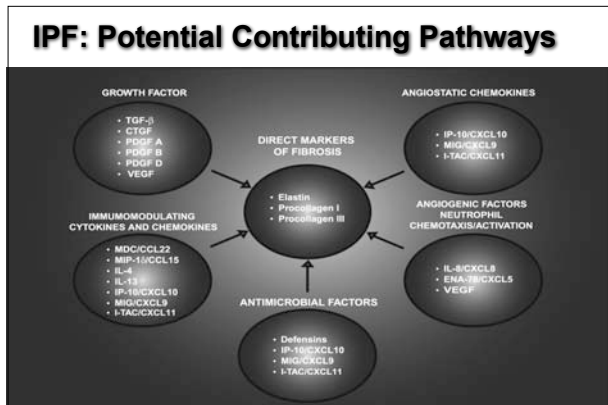 IPF: Potential Contributing Pathways
GROWTH FACTOR
• TGF-β
• CTGF
• PDGF A
• PDGF B
• PDGF D
• VEGF
DIRECT MARKERS
OF FIBROSIS
• Elastin
• Procollagen I
• Procollagen III
ANGIOSTATIC CHEMOKINES
• IP-10/CXCL10
• MIG/CXCL9
• I-TAC/CXCL11
IMMUMOMODULATING
CYTOKINES AND CHEMOKINES
• MDC/CCL22
• MIP-1δ/CCL15
• IL-4
• IL-13
• IP-10/CXCL10
• MIG/CXCL9
• I-TAC/CXCL11
ANGIOGENIC FACTORS
NEUTROPHIL
CHEMOTAXIS/ACTIVATION
• IL-8/CXCL8
• ENA-78/CXCL5
• VEGF
ANTIMICROBIAL FACTORS
• Defensins
• IP-10/CXCL10
• MIG/CXCL9
• I-TAC/CXCL11